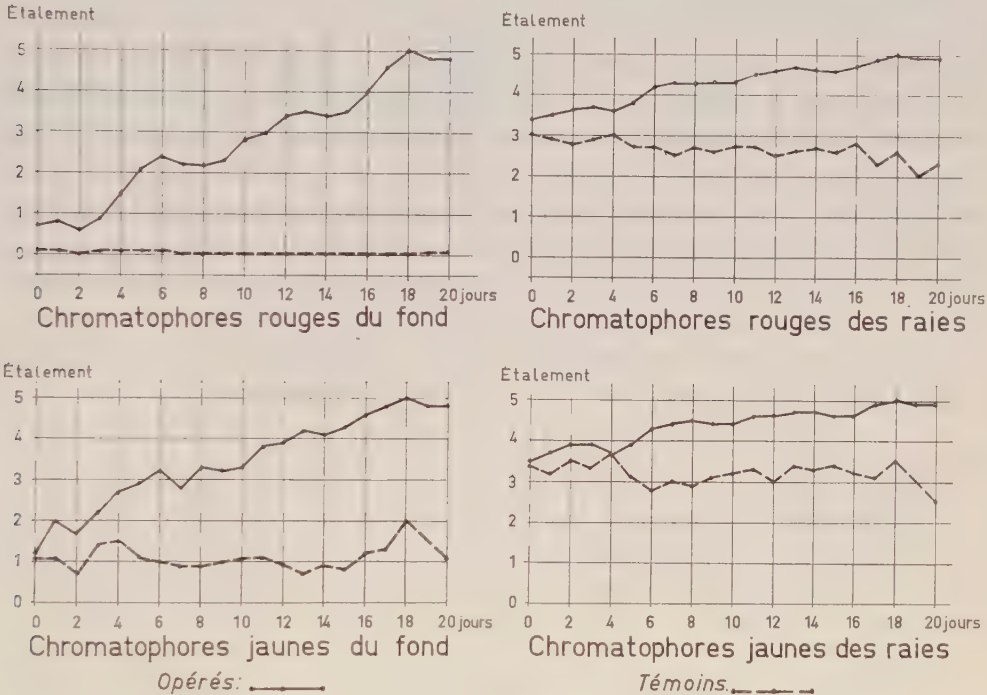 Étalement
5
4
3
2
1
0
0 2 4 6 8 10 12 14 16 18 20 jours
Chromatophores rouges du fond
Étalement
5
4
3
2
1
0
0 2 4 6 8 10 12 14 16 18 20 jours
Chromatophores rouges des raies
Étalement
5
4
3
2
1
0
0 2 4 6 8 10 12 14 16 18 20 jours
Chromatophores jaunes du fond
Étalement
5
4
3
2
1
0
0 2 4 6 8 10 12 14 16 18 20 jours
Chromatophores jaunes des raies
Opérés:
Témoins.